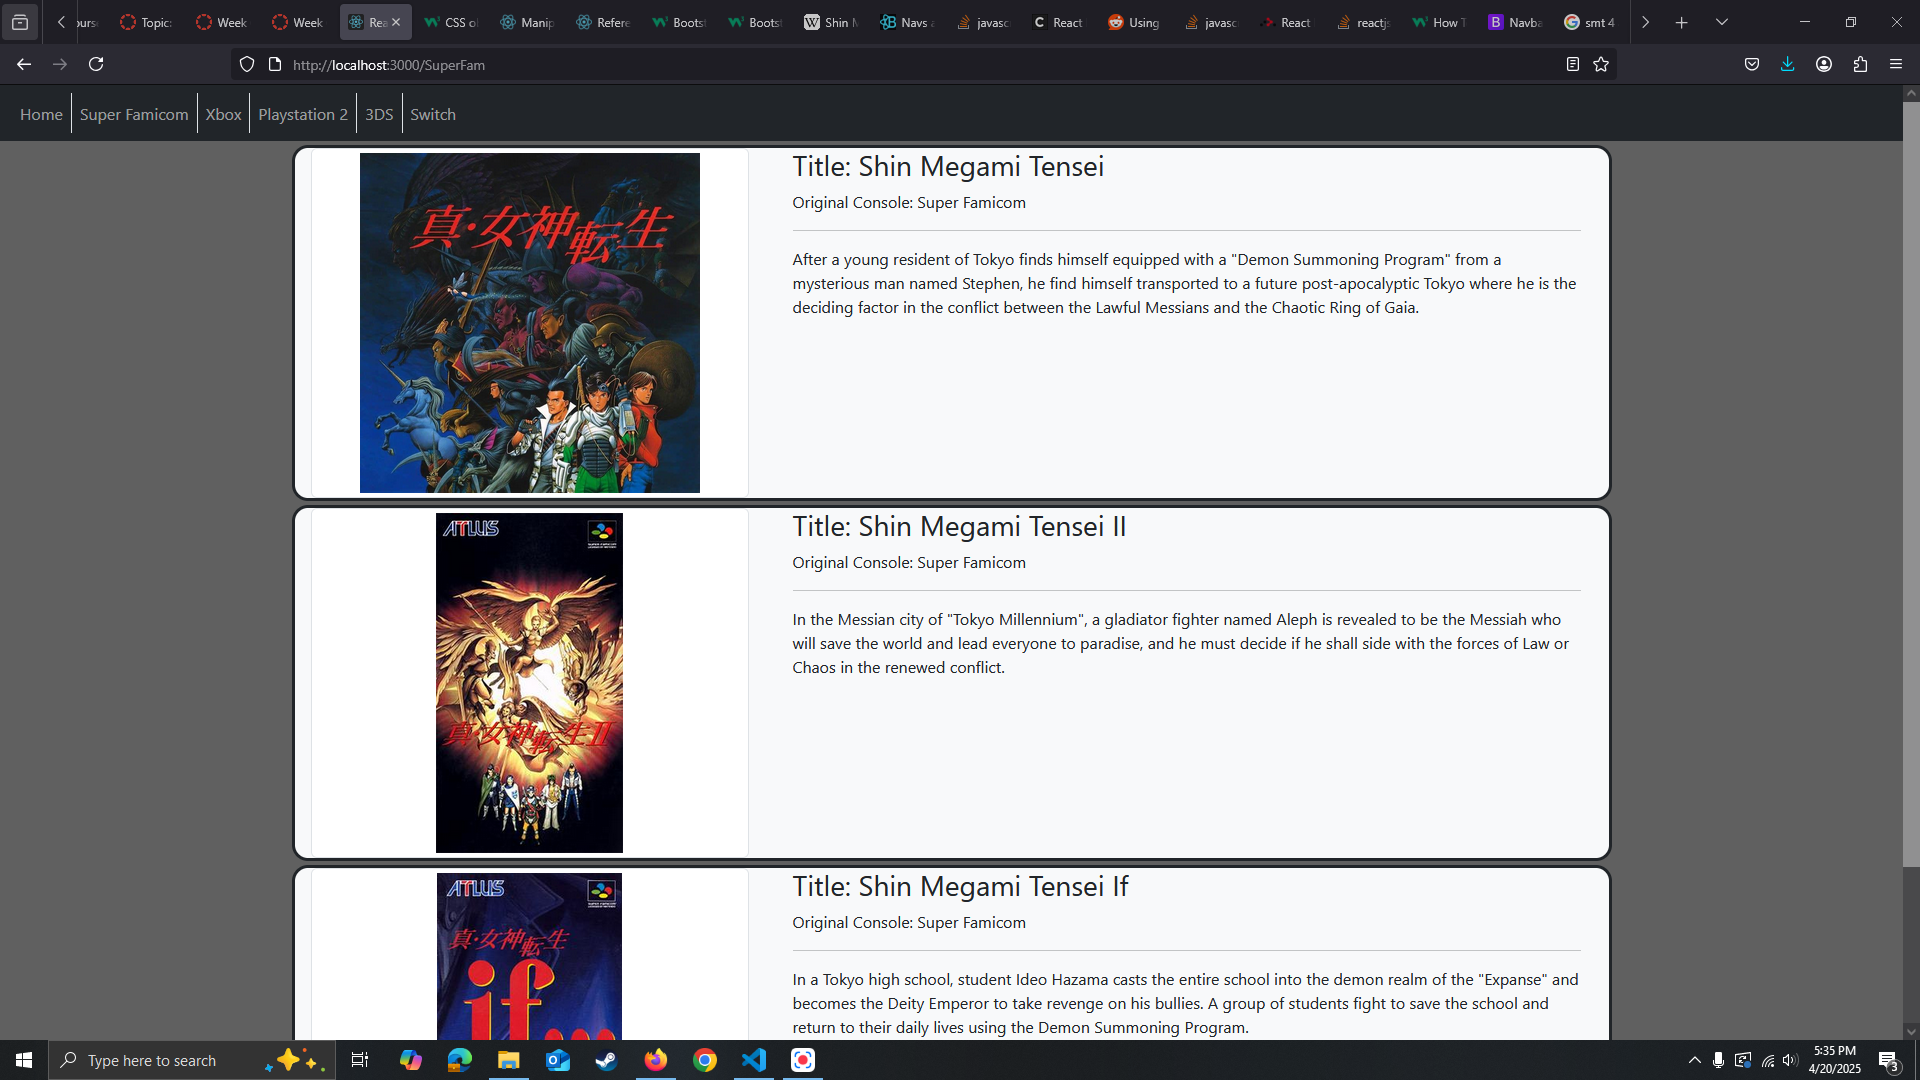 ours
Topic:
Week
Week
Rea
CSS o
Manip
Refere
Boots
Boots
Shin M
Navs a
javasc
React
Using
javasc
React
reactjs
How T
Navba
smt 4
http://localhost:3000/SuperFam
Home
Super Famicom
Xbox
Playstation 2
3DS
Switch
真・女神転生
Title: Shin Megami Tensei
Original Console: Super Famicom
After a young resident of Tokyo finds himself equipped with a "Demon Summoning Program" from a
mysterious man named Stephen, he find himself transported to a future post-apocalyptic Tokyo where he is the
deciding factor in the conflict between the Lawful Messians and the Chaotic Ring of Gaia.
ATLUS
真・女神転生II
Title: Shin Megami Tensei II
Original Console: Super Famicom
In the Messian city of "Tokyo Millennium", a gladiator fighter named Aleph is revealed to be the Messiah who
will save the world and lead everyone to paradise, and he must decide if he shall side with the forces of Law or
Chaos in the renewed conflict.
ATLUS
真・女神転生
if...
Title: Shin Megami Tensei If
Original Console: Super Famicom
In a Tokyo high school, student Ideo Hazama casts the entire school into the demon realm of the "Expanse" and
becomes the Deity Emperor to take revenge on his bullies. A group of students fight to save the school and
return to their daily lives using the Demon Summoning Program.
Type here to search
5:35 PM
4/20/2025
3